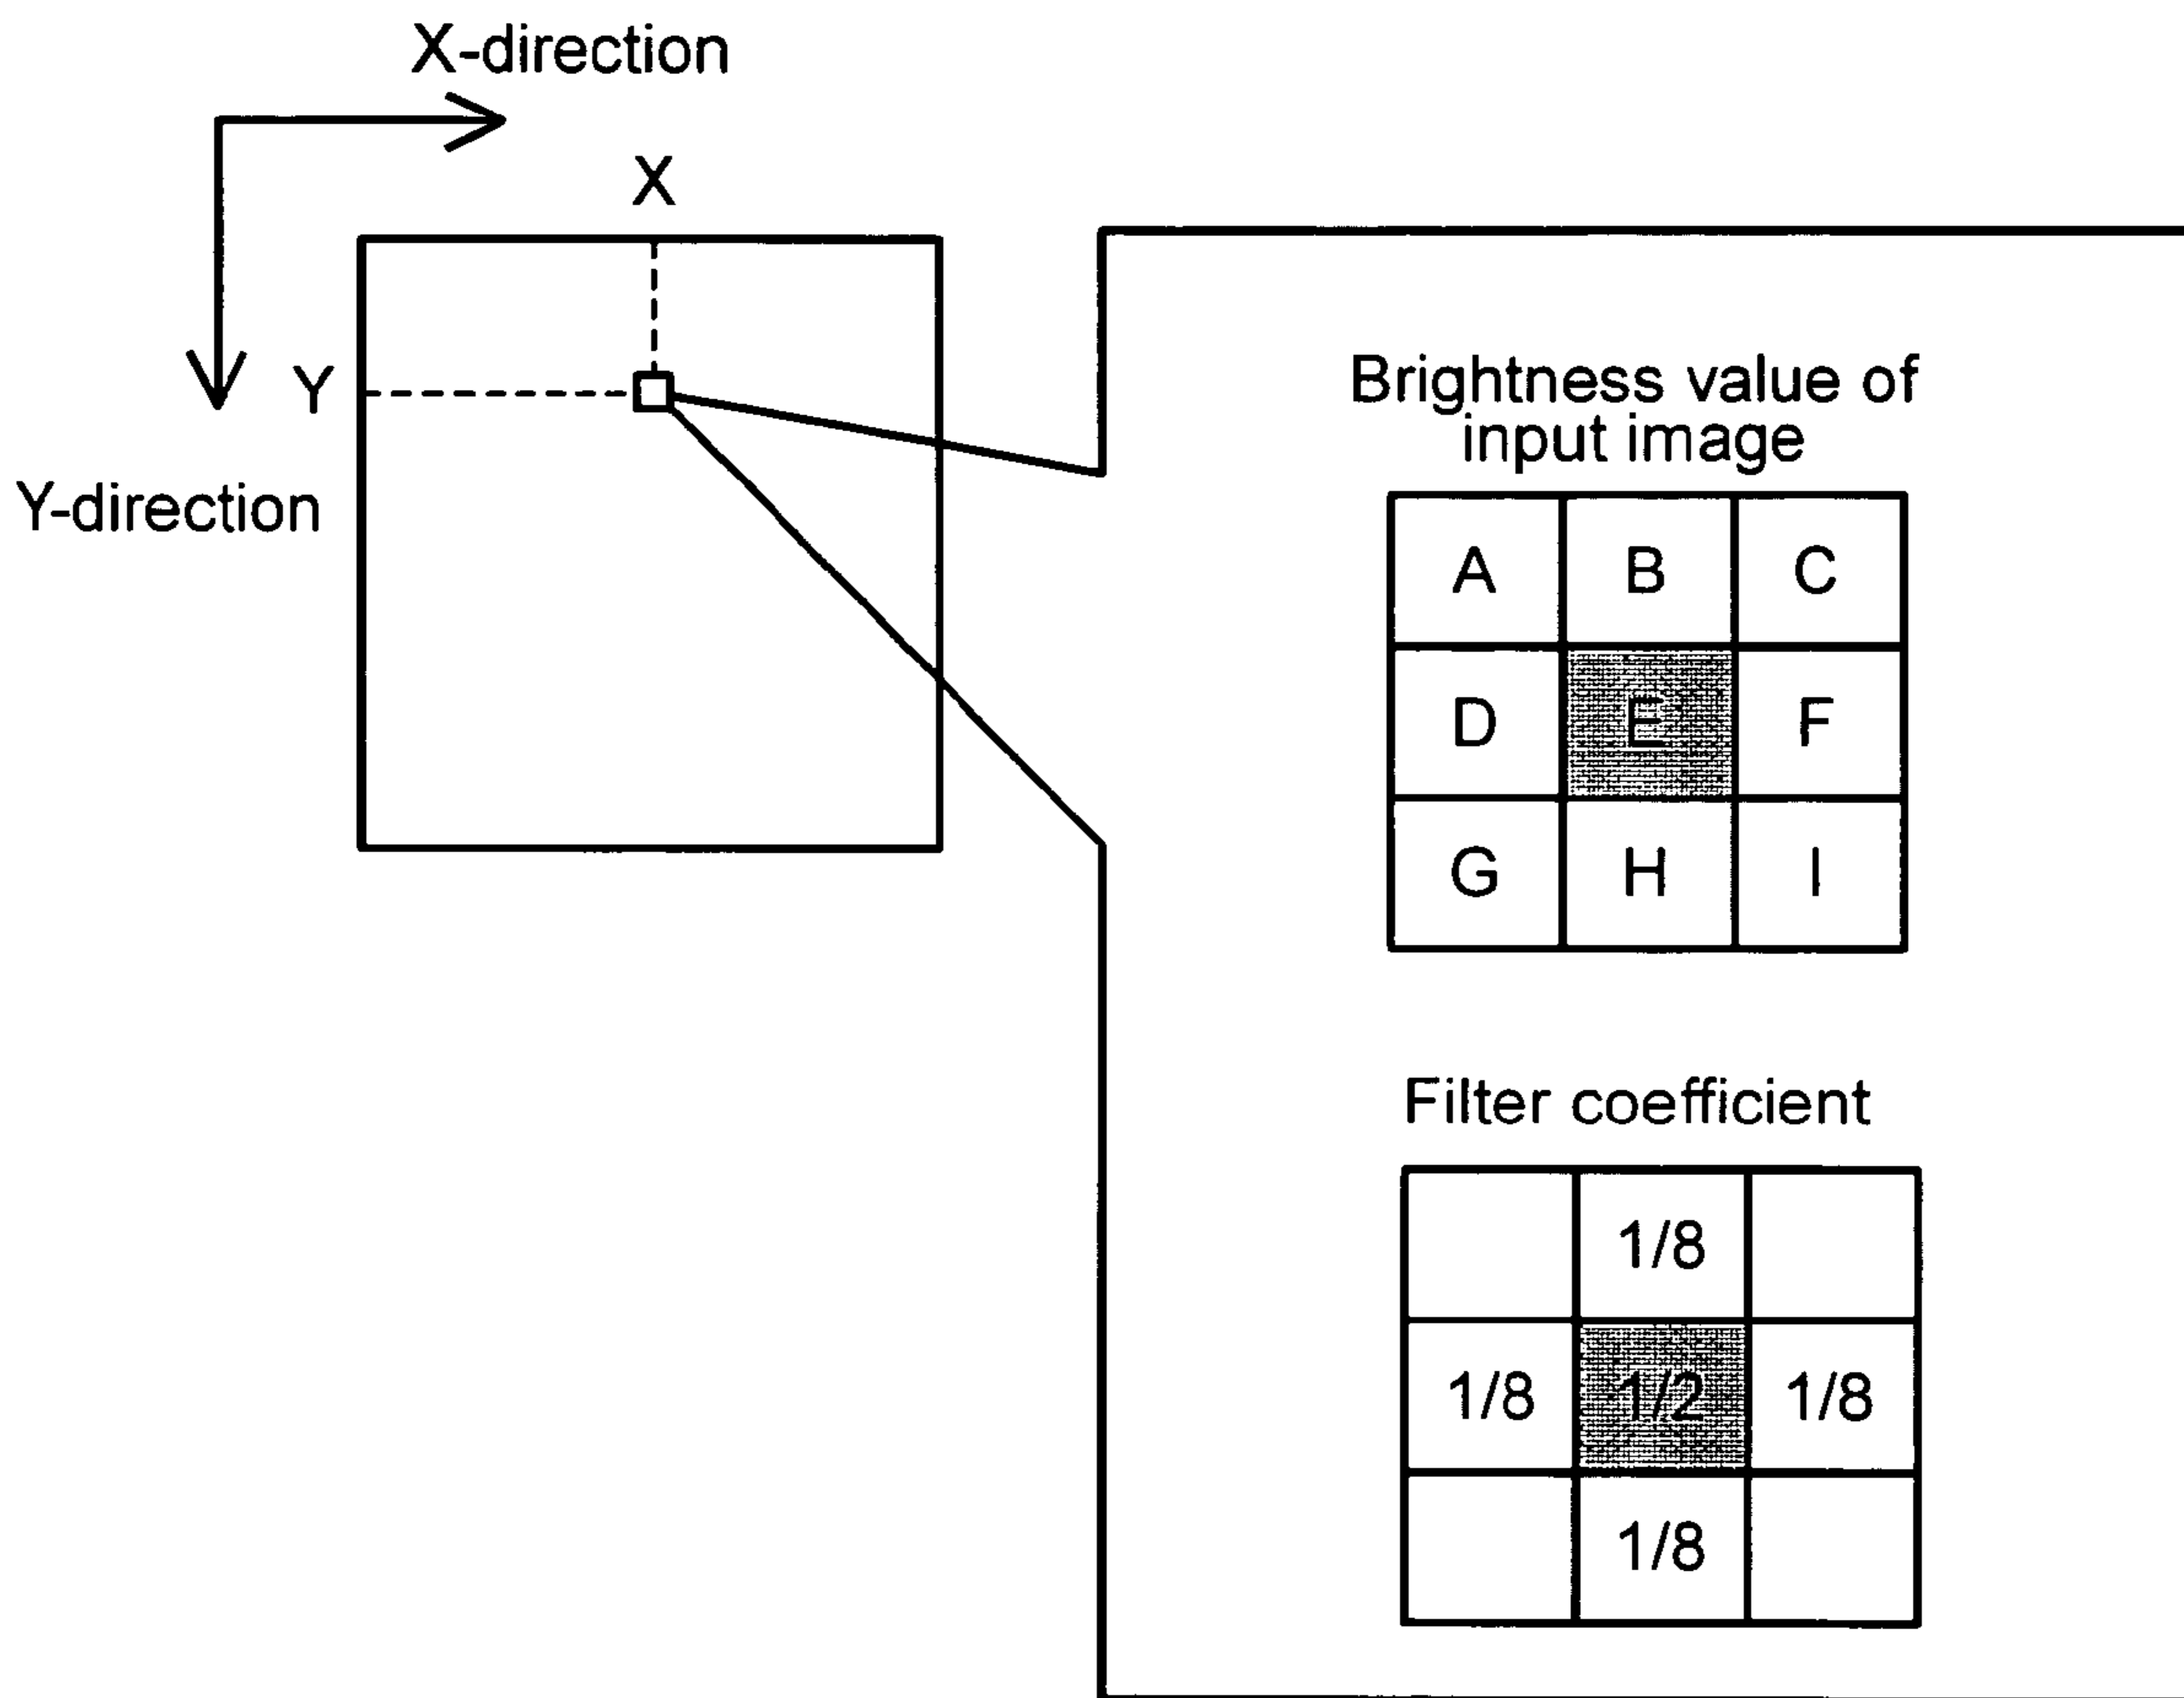 X-direction
X
Y
Y-direction
Brightness value of
input image
A B C
D E F
G H I
Filter coefficient
1/8
1/8 1/2 1/8
1/8